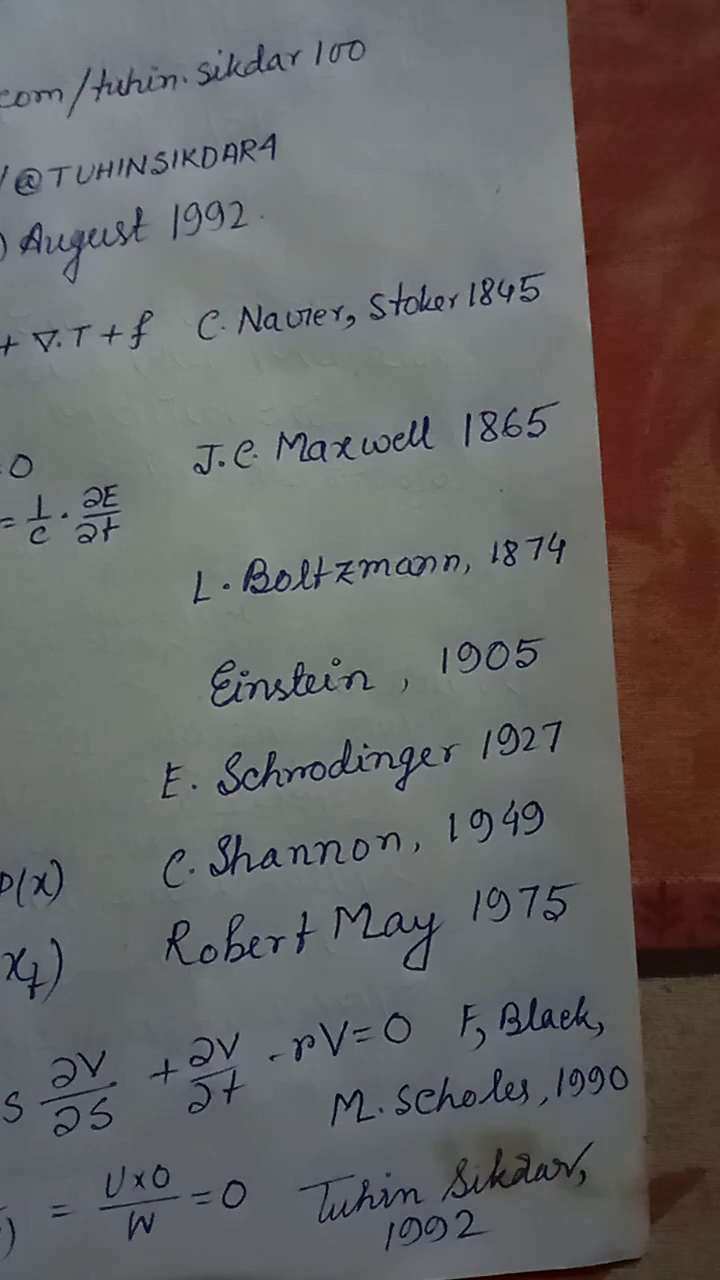 com/tuhin.sikdar100
/@TUHINSIKDAR4
) August 1992.
+ ∇.T + f C. Navier, Stoker 1845
.0 J.C. Maxwell 1865
= 1/c . ∂E/∂t
L. Boltzmann, 1874
Einstein, 1905
E. Schrodinger 1927
P(x) C. Shannon, 1949
x_t) Robert May 1975
S ∂V/∂S + ∂V/∂t - rV = 0 F, Black,
M. Scholes, 1990
) = U×0/W = 0 Tuhin Sikdar,
1992